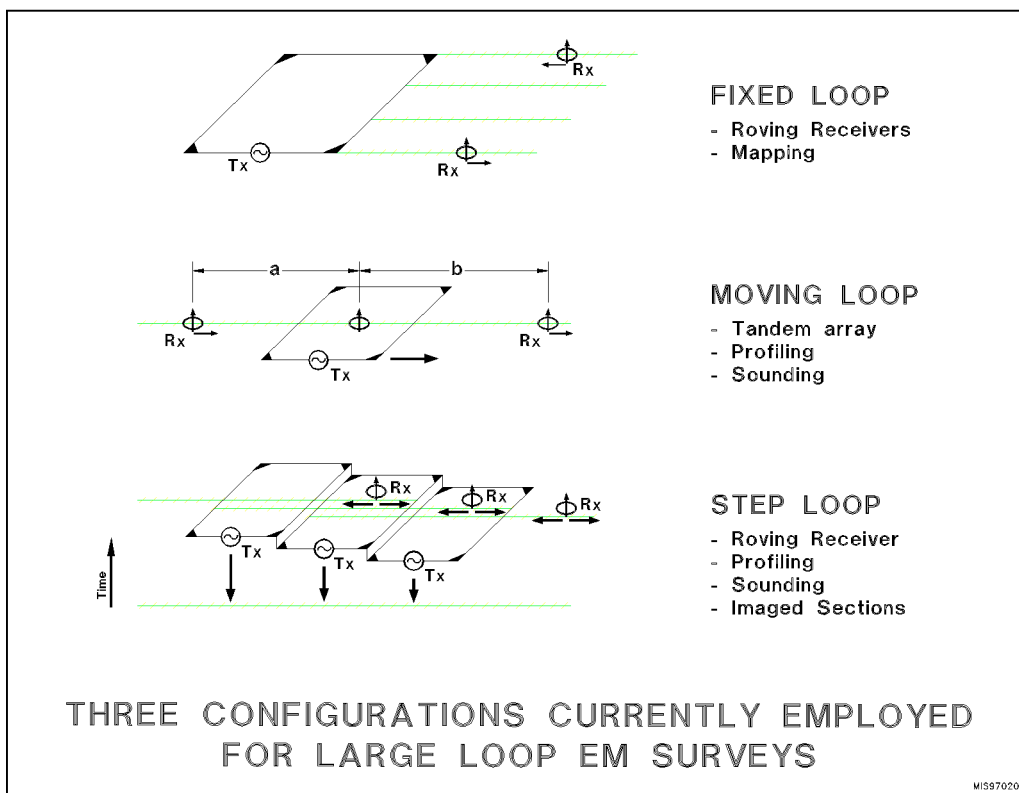 Rx
FIXED LOOP
- Roving Receivers
- Mapping
Tx
Rx
a
b
MOVING LOOP
- Tandem array
- Profiling
- Sounding
Rx
Rx
Tx
Rx
Rx
Rx
STEP LOOP
- Roving Receiver
- Profiling
- Sounding
- Imaged Sections
Tx
Tx
Tx
Time
THREE CONFIGURATIONS CURRENTLY EMPLOYED
FOR LARGE LOOP EM SURVEYS
MIS97020